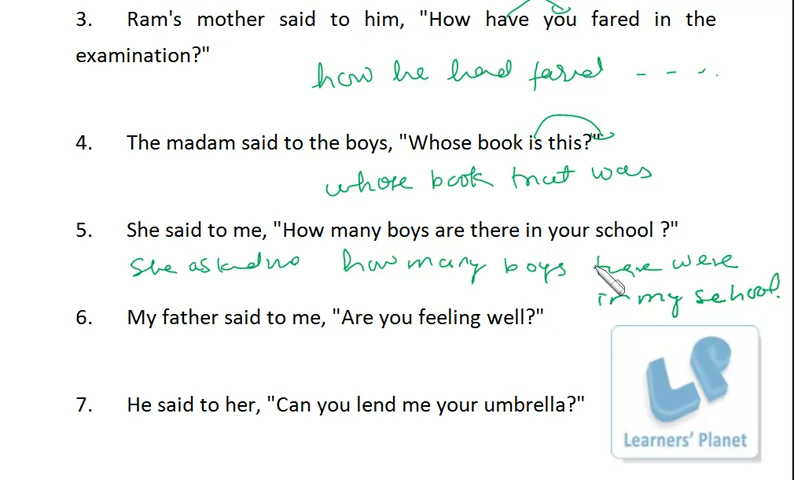 3. Ram's mother said to him, "How have you fared in the
examination?"
how he had fared - - - .
4. The madam said to the boys, "Whose book is this?"
whose book that was
5. She said to me, "How many boys are there in your school ?"
She asked me how many boys there were
in my school.
6. My father said to me, "Are you feeling well?"
7. He said to her, "Can you lend me your umbrella?"
LP
Learners' Planet